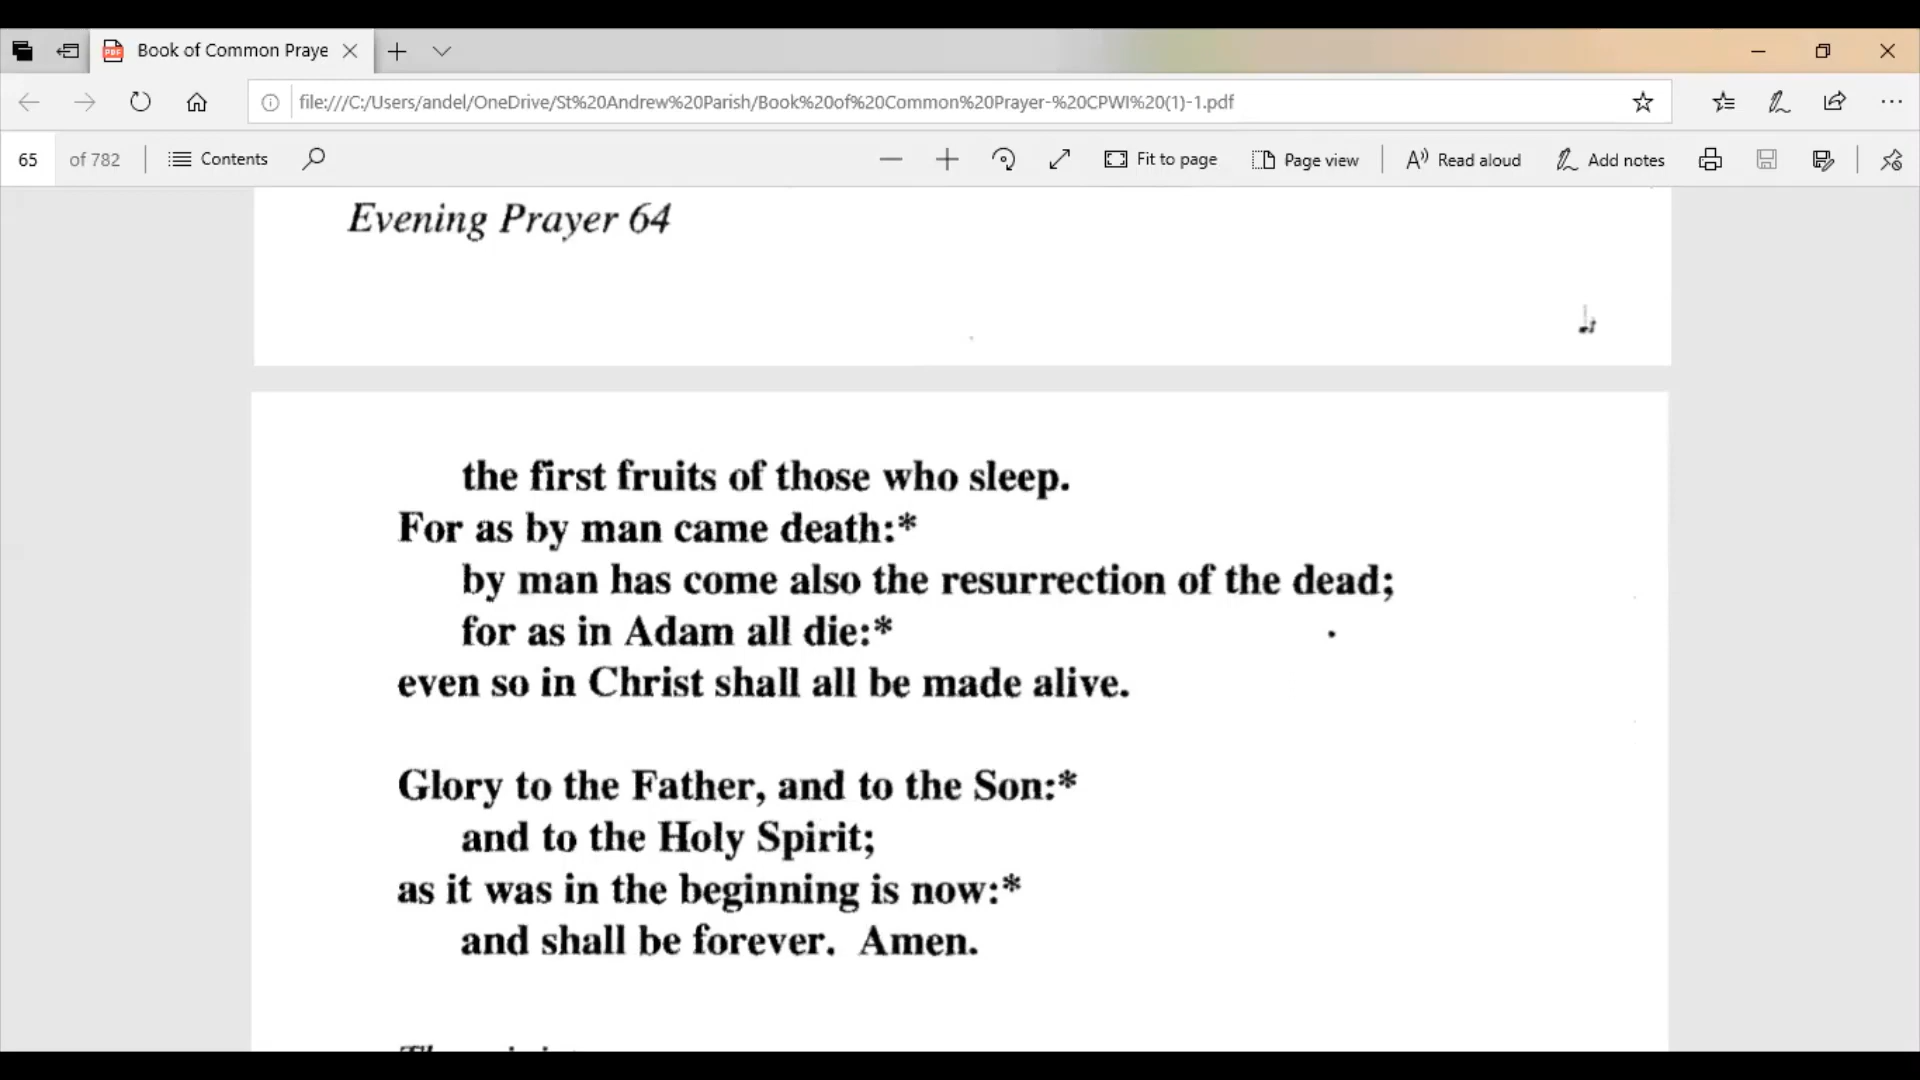 Book of Common Praye
file:///C:/Users/andel/OneDrive/St%20Andrew%20Parish/Book%20of%20Common%20Prayer-%20CPWI%20(1)-1.pdf
65 of 782 Contents Fit to page Page view Read aloud Add notes
Evening Prayer 64
the first fruits of those who sleep.
For as by man came death:*
by man has come also the resurrection of the dead;
for as in Adam all die:*
even so in Christ shall all be made alive.
Glory to the Father, and to the Son:*
and to the Holy Spirit;
as it was in the beginning is now:*
and shall be forever. Amen.